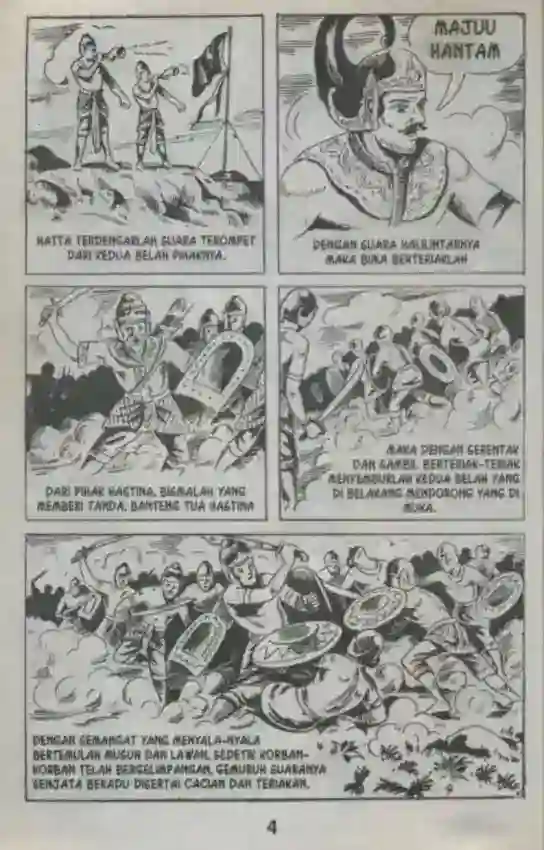 HATTA TERDENGARLAH SUARA TEROMPET
DARI KEDUA BELAH PIHAKNYA.
MAJUU
HANTAM
DENGAN SUARA HALILINTARNYA
MAKA BIMA BERTERIAKLAH
DARI PIHAK HASTINA, BISMALAH YANG
MEMBERI TANDA. BANTENG TUA HASTINA
MAKA DENGAN SERENTAK
DAN SAMBIL BERTERIAK-TERIAK
MENYEMBURLAH KEDUA BELAH YANG
DI BELAKANG MENDORONG YANG DI
MUKA.
DENGAN SEMANGAT YANG MENYALA-NYALA
BERTEMULAH MUSUH DAN LAWAN. SEDETIK KORBAN-
KORBAN TELAH BERGELIMPANGAN. GEMURUH SUARANYA
SENJATA BERADU DISERTAI CACIAN DAN TERIAKAN.
4